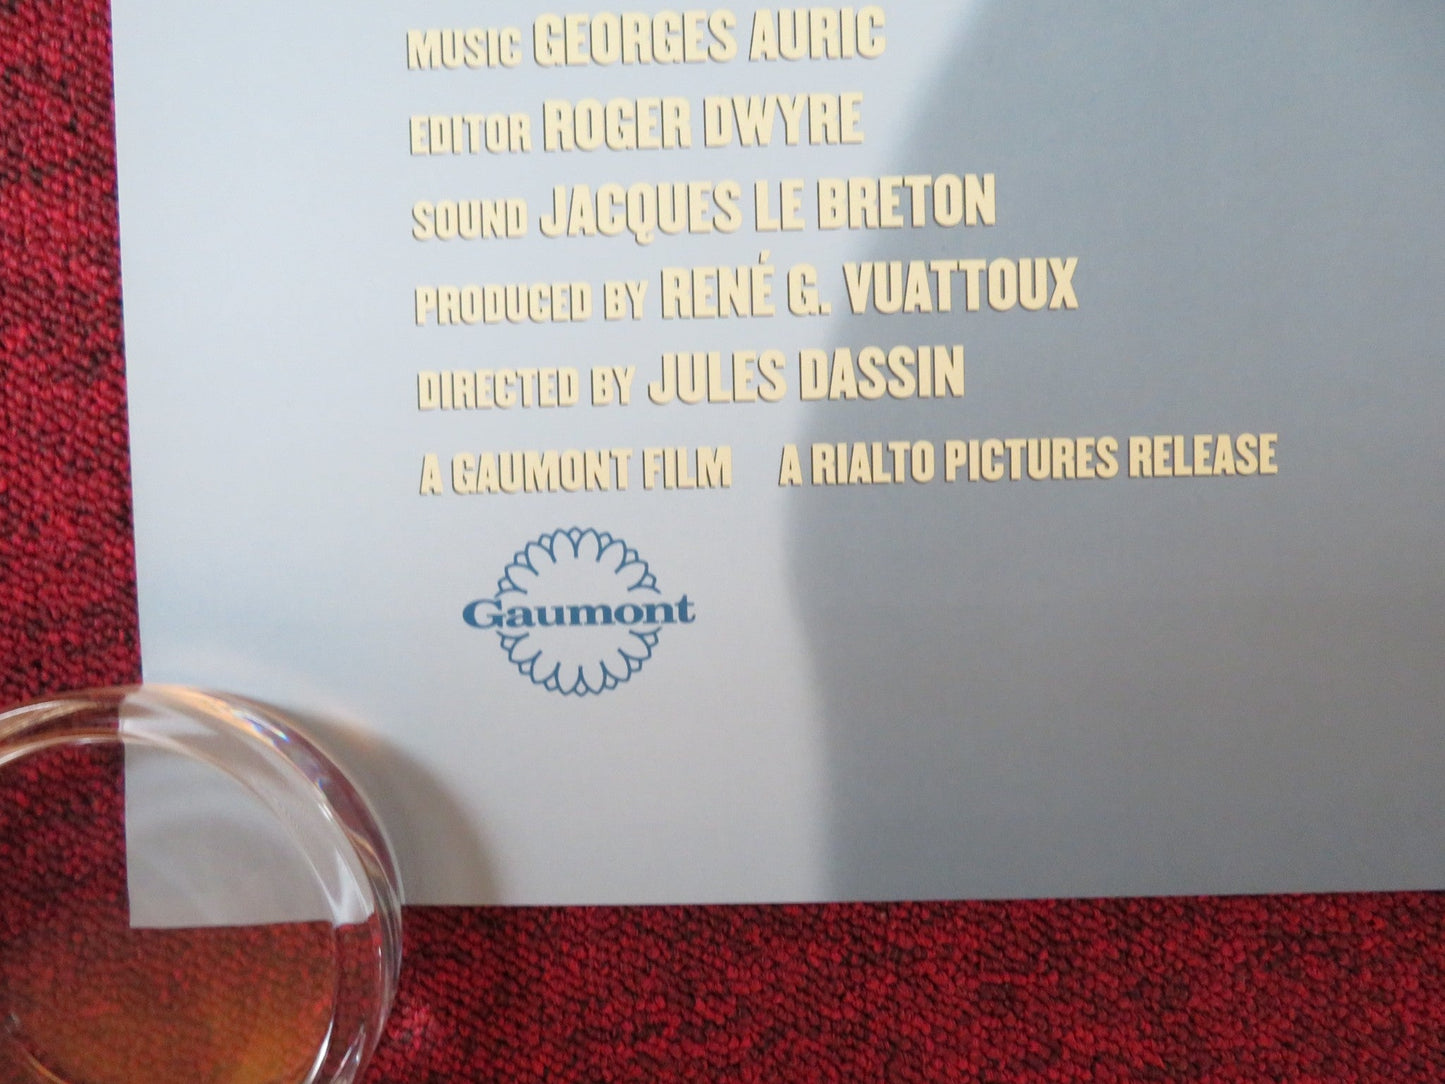 MUSIC GEORGES AURIC
EDITOR ROGER DWYRE
SOUND JACQUES LE BRETON
PRODUCED BY RENÉ G. VUATTOUX
DIRECTED BY JULES DASSIN
A GAUMONT FILM A RIALTO PICTURES RELEASE
Gaumont